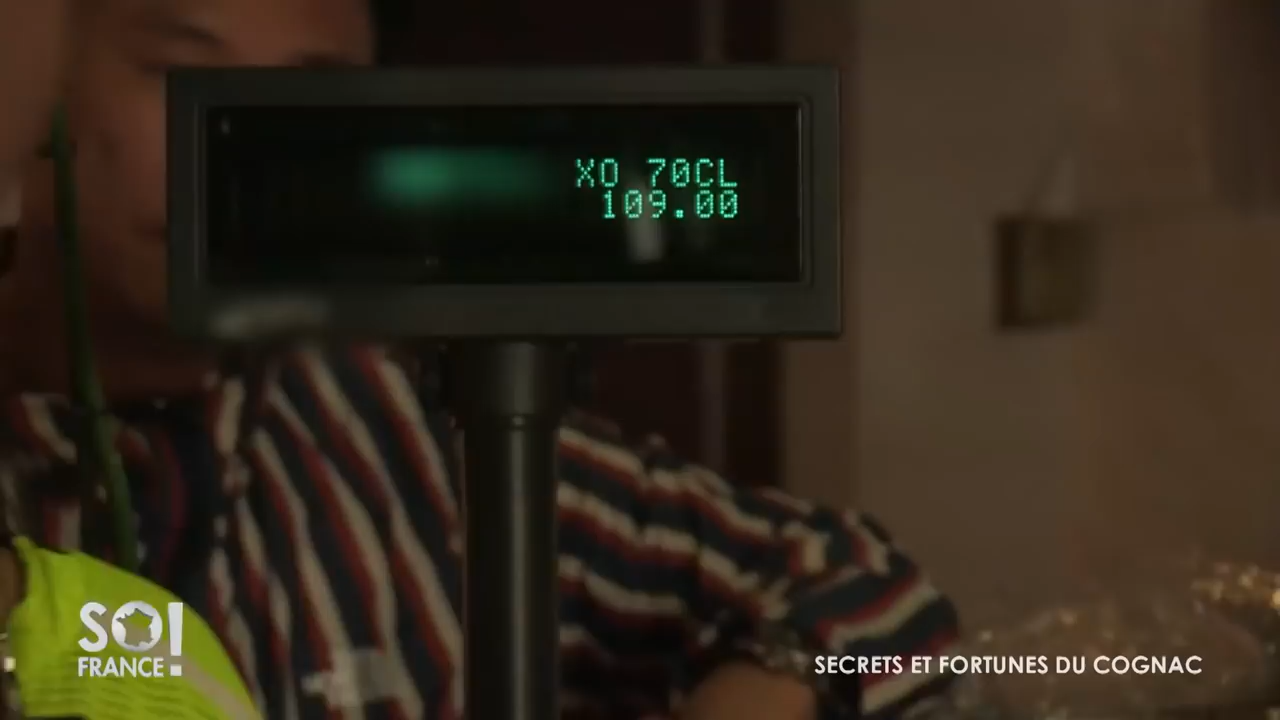 XO 70CL
109.00
SO!
FRANCE
SECRETS ET FORTUNES DU COGNAC